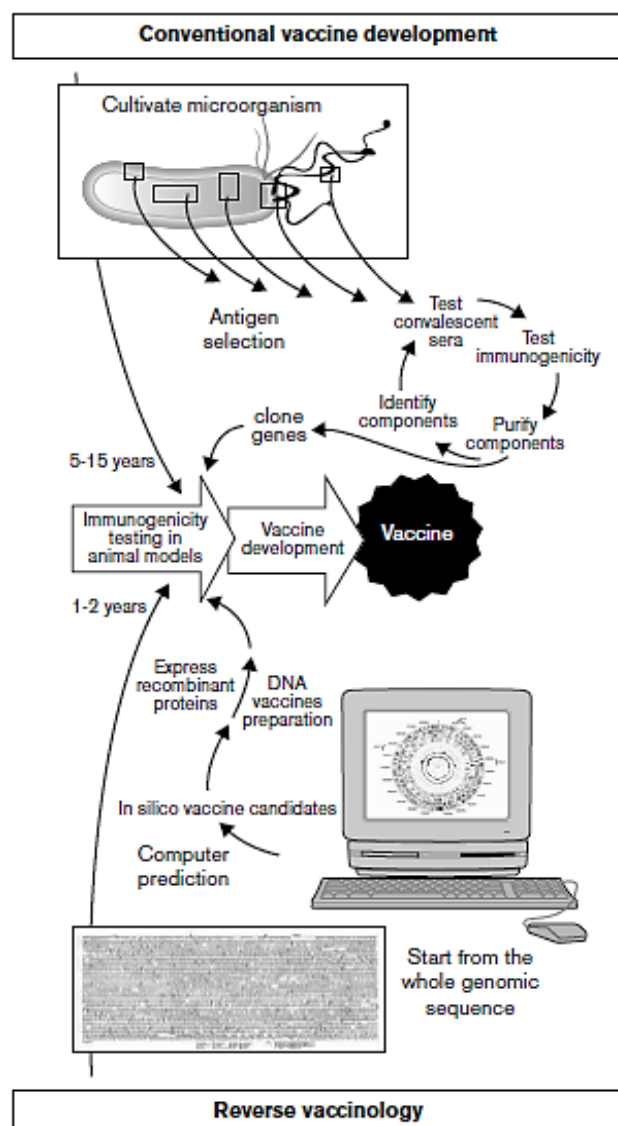 Conventional vaccine development
Cultivate microorganism
Antigen
selection
Test
convalescent
sera
Test
immunogenicity
Identify
components
Purify
components
clone
genes
5-15 years
Immunogenicity
testing in
animal models
Vaccine
development
Vaccine
1-2 years
Express
recombinant
proteins
DNA
vaccines
preparation
In silico vaccine candidates
Computer
prediction
Start from the
whole genomic
sequence
Reverse vaccinology